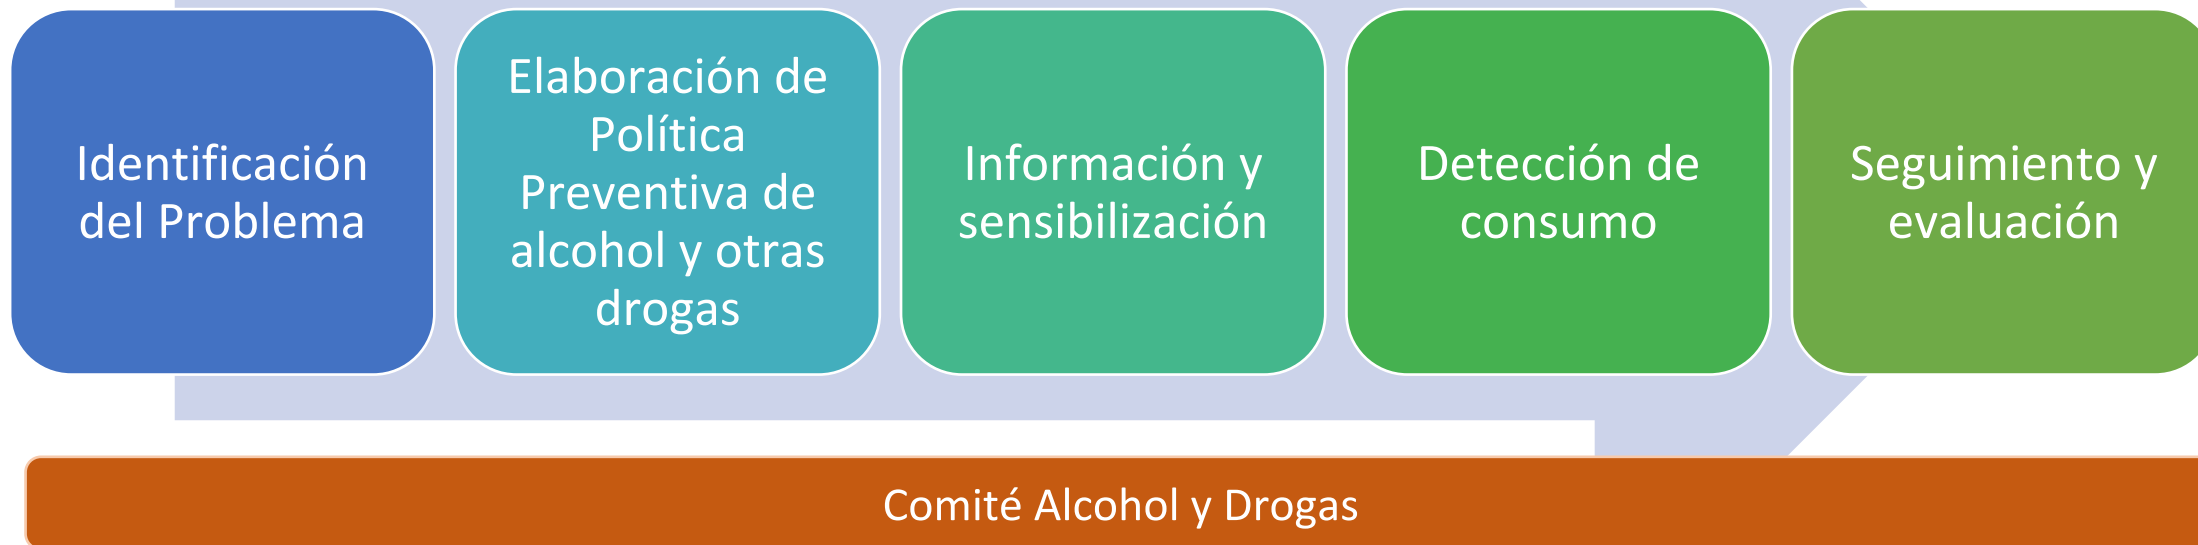 Identificación
del Problema
Elaboración de
Política
Preventiva de
alcohol y otras
drogas
Información y
sensibilización
Detección de
consumo
Seguimiento y
evaluación
Comité Alcohol y Drogas